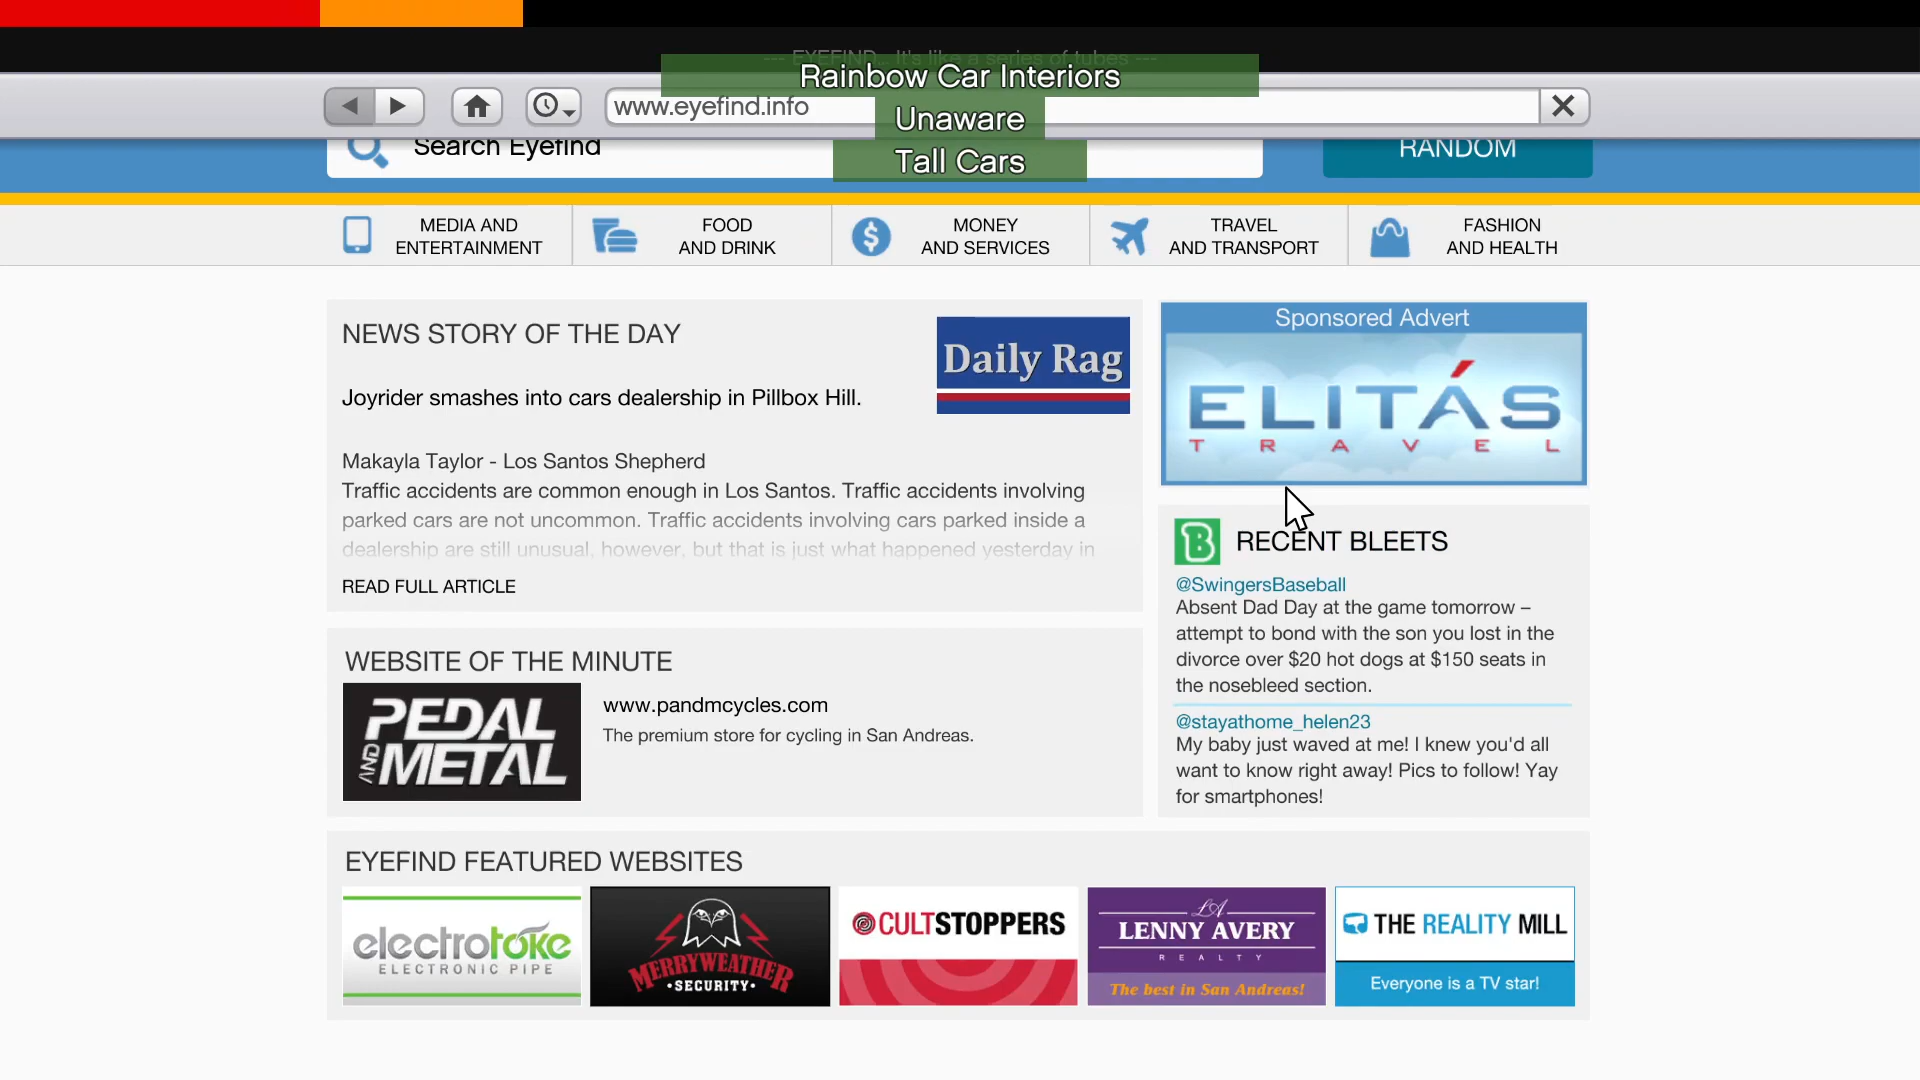 --- EYEFIND... It's like a series of tubes ---
Rainbow Car Interiors
www.eyefind.info
Unaware
Search Eyefind
Tall Cars
RANDOM
MEDIA AND
ENTERTAINMENT
FOOD
AND DRINK
MONEY
AND SERVICES
TRAVEL
AND TRANSPORT
FASHION
AND HEALTH
NEWS STORY OF THE DAY
Daily Rag
Joyrider smashes into cars dealership in Pillbox Hill.
Makayla Taylor - Los Santos Shepherd
Traffic accidents are common enough in Los Santos. Traffic accidents involving
parked cars are not uncommon. Traffic accidents involving cars parked inside a
dealership are still unusual, however, but that is just what happened yesterday in
READ FULL ARTICLE
Sponsored Advert
ELITÁS
TRAVEL
B
RECENT BLEETS
@SwingersBaseball
Absent Dad Day at the game tomorrow –
attempt to bond with the son you lost in the
divorce over $20 hot dogs at $150 seats in
the nosebleed section.
@stayathome_helen23
My baby just waved at me! I knew you'd all
want to know right away! Pics to follow! Yay
for smartphones!
WEBSITE OF THE MINUTE
PEDAL
AND
METAL
www.pandmcycles.com
The premium store for cycling in San Andreas.
EYEFIND FEATURED WEBSITES
electrotoke
ELECTRONIC PIPE
MERRYWEATHER
•SECURITY•
CULTSTOPPERS
LA
LENNY AVERY
REALTY
The best in San Andreas!
THE REALITY MILL
Everyone is a TV star!